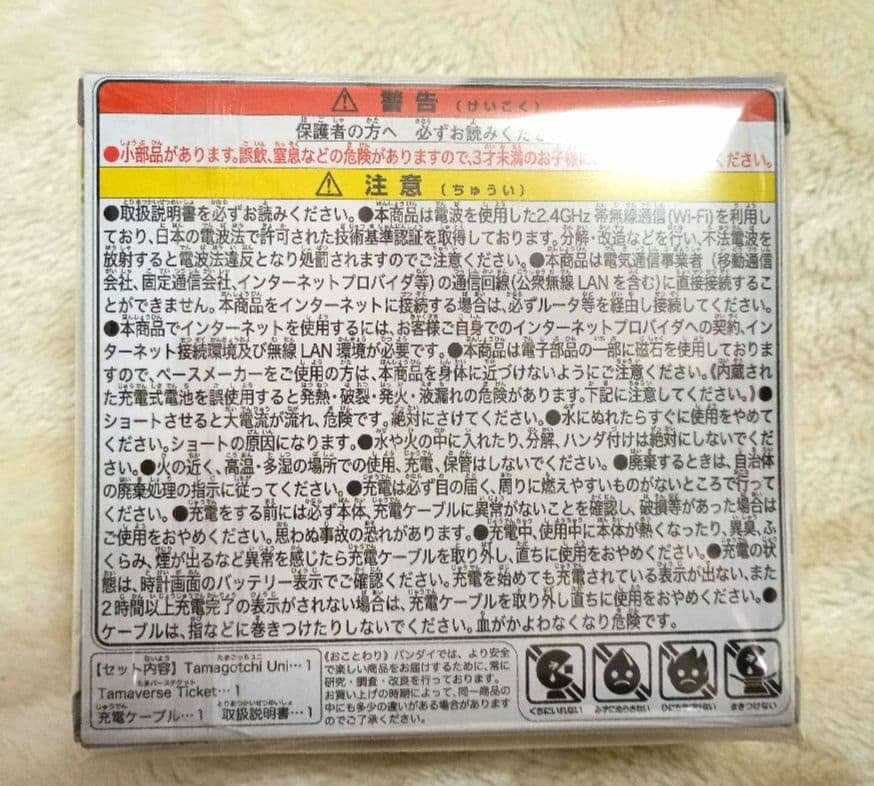 ⚠ 警告 (けいこく)
保護者の方へ 必ずお読みくださ
●小部品があります。誤飲、窒息などの危険がありますので、3才未満のお子様に ください。
⚠ 注意 (ちゅうい)
●取扱説明書を必ずお読みください。●本商品は電波を使用した2.4GHz 帯無線通信(Wi-Fi)を利用し
ており、日本の電波法で許可された技術基準認証を取得しております。分解・改造などを行い、不法電波を
放射すると電波法違反となり処罰されますのでご注意ください。●本商品は電気通信事業者 (移動通信
会社、固定通信会社、インターネットプロバイダ等) の通信回線(公衆無線 LAN を含む)に直接接続するこ
とができません。本商品をインターネットに接続する場合は、必ずルータ等を経由し接続してください。
●本商品でインターネットを使用するには、お客様ご自身でのインターネットプロバイダへの契約、イン
ターネット接続環境及び無線 LAN 環境が必要です。●本商品は電子部品の一部に磁石を使用しておりま
すので、ペースメーカーをご使用の方は、本商品を身体に近づけないようにご注意ください。《内蔵され
た充電式電池を誤使用すると発熱・破裂・発火・液漏れの危険があります。下記に注意してください。》●
ショートさせると大電流が流れ、危険です。絶対にさけてください。●水にぬれたらすぐに使用をやめて
ください。ショートの原因になります。●水や火の中に入れたり、分解、ハンダ付けは絶対にしないでくだ
さい。●火の近く、高温・多湿の場所での使用、充電、保管はしないでください。●廃棄するときは、自治体
の廃棄処理の指示に従ってください。●充電は必ず目の届く、周りに燃えやすいものがないところで行って
ください。●充電をする前には必ず本体、充電ケーブルに異常がないことを確認し、破損等があった場合は
ご使用をおやめください。思わぬ事故の恐れがあります。●充電中、使用中に本体が熱くなったり、異臭、ふ
くらみ、煙が出るなど異常を感じたら充電ケーブルを取り外し、直ちに使用をおやめください。●充電の状
態は、時計画面のバッテリー表示でご確認ください。充電を始めても充電されている表示が出ない、また
2時間以上充電完了の表示がされない場合は、充電ケーブルを取り外し直ちに使用をおやめください。●
ケーブルは、指などに巻きつけたりしないでください。血がかよわなくなり危険です。
【セット内容】Tamagotchi Uni…1
Tamaverse Ticket…1
充電ケーブル…1 取扱説明書…1
《おことわり》バンダイでは、より安全
で楽しい商品をお届けするために、常に
研究・調査・改良を行っております。
お買い上げの時期によって、同一商品の
中にも多少の違いがある場合があります
のでご了承ください。
くちにいれない
みずにぬらさない
ひにちかづけない
まきつけない